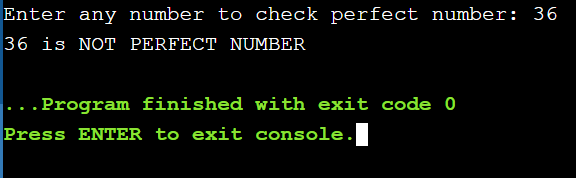 Enter any number to check perfect number: 36
36 is NOT PERFECT NUMBER
...Program finished with exit code 0
Press ENTER to exit console.